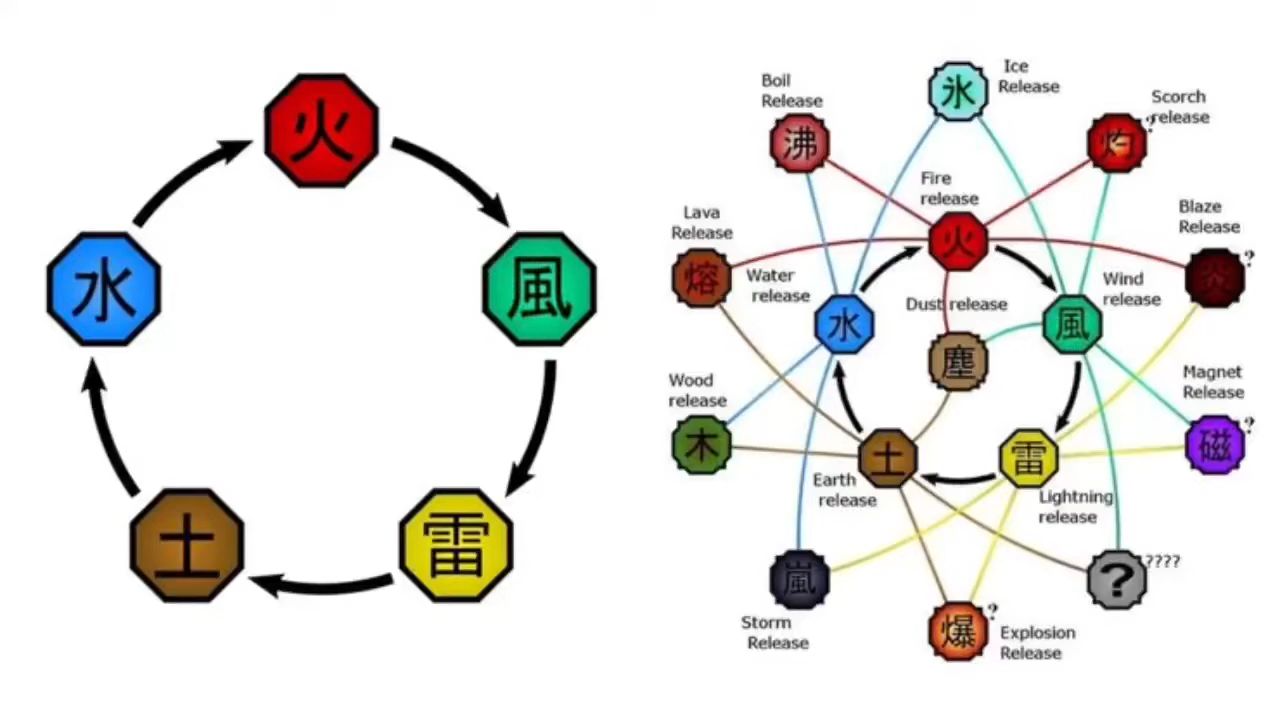 火
風
雷
土
水
Ice
Release
氷
Boil
Release
沸
Scorch
release
?
灼
Fire
release
火
Lava
Release
熔
Blaze
Release
?
炎
Water
release
水
Dust release
塵
Wind
release
風
Wood
release
木
Magnet
Release
?
磁
Earth
release
土
雷
Lightning
release
Storm
Release
嵐
?
????
爆
?
Explosion
Release